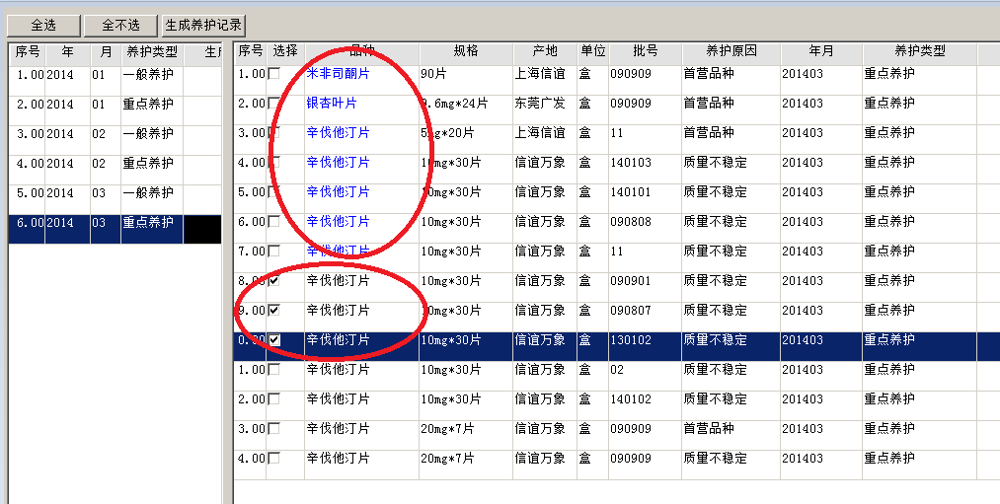 全选 全不选 生成养护记录
序号 年 月 养护类型 生
1.00 2014 01 一般养护
2.00 2014 01 重点养护
3.00 2014 02 一般养护
4.00 2014 02 重点养护
5.00 2014 03 一般养护
6.00 2014 03 重点养护
序号 选择 品种 规格 产地 单位 批号 养护原因 年月 养护类型
1.00 米非司酮片 90片 上海信谊 盒 090909 首营品种 201403 重点养护
2.00 银杏叶片 9.6mg*24片 东莞广发 盒 090909 首营品种 201403 重点养护
3.00 辛伐他汀片 5mg*20片 上海信谊 盒 11 首营品种 201403 重点养护
4.00 辛伐他汀片 10mg*30片 信谊万象 盒 140103 质量不稳定 201403 重点养护
5.00 辛伐他汀片 10mg*30片 信谊万象 盒 140101 质量不稳定 201403 重点养护
6.00 辛伐他汀片 10mg*30片 信谊万象 盒 090808 质量不稳定 201403 重点养护
7.00 辛伐他汀片 10mg*30片 信谊万象 盒 11 质量不稳定 201403 重点养护
8.00 辛伐他汀片 10mg*30片 信谊万象 盒 090901 质量不稳定 201403 重点养护
9.00 辛伐他汀片 10mg*30片 信谊万象 盒 090807 质量不稳定 201403 重点养护
0.00 辛伐他汀片 10mg*30片 信谊万象 盒 130102 质量不稳定 201403 重点养护
1.00 辛伐他汀片 10mg*30片 信谊万象 盒 02 质量不稳定 201403 重点养护
2.00 辛伐他汀片 10mg*30片 信谊万象 盒 140102 质量不稳定 201403 重点养护
3.00 辛伐他汀片 20mg*7片 信谊万象 盒 090909 首营品种 201403 重点养护
4.00 辛伐他汀片 20mg*7片 信谊万象 盒 090909 质量不稳定 201403 重点养护